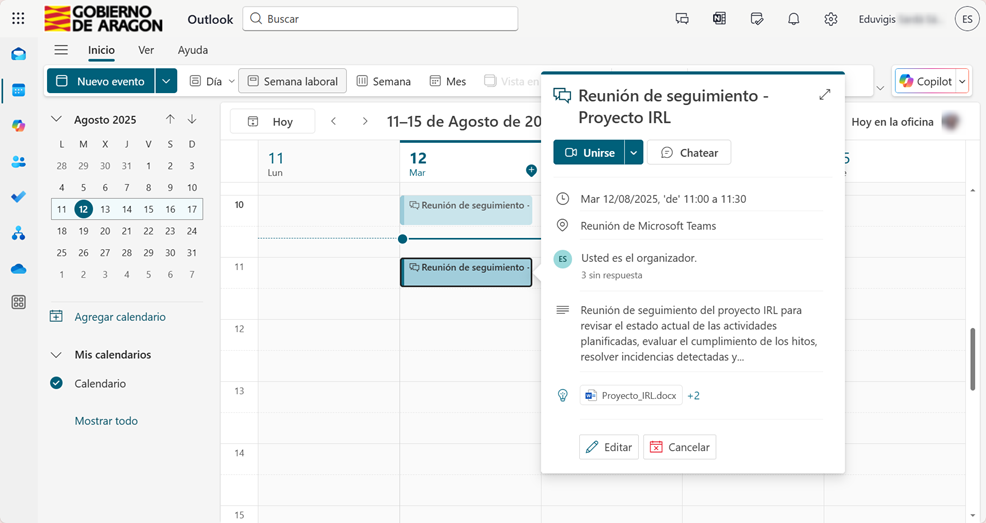 GOBIERNO
DE ARAGON
Outlook
Buscar
Eduvigis
ES
Inicio
Ver
Ayuda
Nuevo evento
Día
Semana laboral
Semana
Mes
Vista en
Copilot
Agosto 2025
L M X J V S D
28 29 30 31 1 2 3
4 5 6 7 8 9 10
11 12 13 14 15 16 17
18 19 20 21 22 23 24
25 26 27 28 29 30 31
1 2 3 4 5 6 7
Agregar calendario
Mis calendarios
Calendario
Mostrar todo
Hoy
11–15 de Agosto de 20
Hoy en la oficina
11
Lun
12
Mar
5
e
10
Reunión de seguimiento -
11
Reunión de seguimiento -
12
13
14
15
Reunión de seguimiento -
Proyecto IRL
Unirse
Chatear
Mar 12/08/2025, 'de' 11:00 a 11:30
Reunión de Microsoft Teams
ES
Usted es el organizador.
3 sin respuesta
Reunión de seguimiento del proyecto IRL para
revisar el estado actual de las actividades
planificadas, evaluar el cumplimiento de los hitos,
resolver incidencias detectadas y...
Proyecto_IRL.docx
+2
Editar
Cancelar